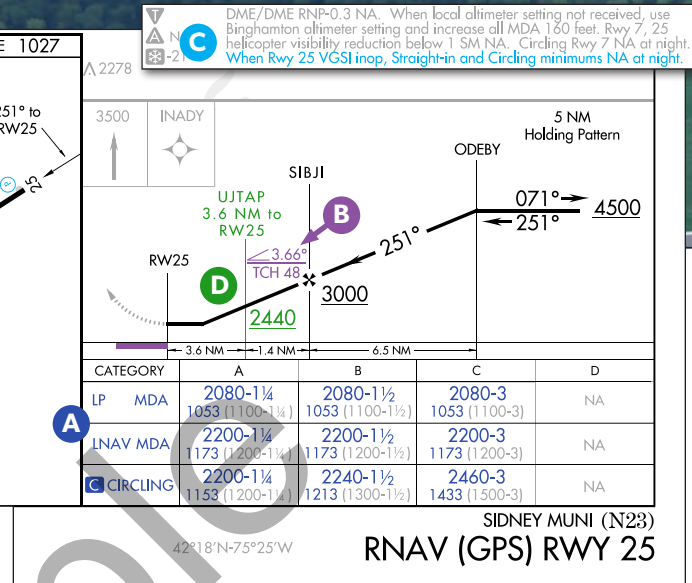 DME/DME RNP-0.3 NA. When local altimeter setting not received, use
Binghamton altimeter setting and increase all MDA 160 feet. Rwy 7, 25
helicopter visibility reduction below 1 SM NA. Circling Rwy 7 NA at night.
When Rwy 25 VGSI inop, Straight-in and Circling minimums NA at night.
T
A N
-21
C
E 1027
2278
251° to
RW25
25
P
3500
INADY
5 NM
Holding Pattern
ODEBY
SIBJI
UJTAP
3.6 NM to
RW25
B
071°
251°
4500
251°
3.66°
TCH 48
RW25
D
3000
2440
3.6 NM 1.4 NM 6.5 NM
CATEGORY A B C D
A
LP MDA 2080-1¼ 2080-1½ 2080-3 NA
1053 (1100-1¼) 1053 (1100-1½) 1053 (1100-3)
LNAV MDA 2200-1¼ 2200-1½ 2200-3 NA
1173 (1200-1¼) 1173 (1200-1½) 1173 (1200-3)
C CIRCLING 2200-1¼ 2240-1½ 2460-3 NA
1153 (1200-1¼) 1213 (1300-1½) 1433 (1500-3)
SIDNEY MUNI (N23)
42°18'N-75°25'W
RNAV (GPS) RWY 25